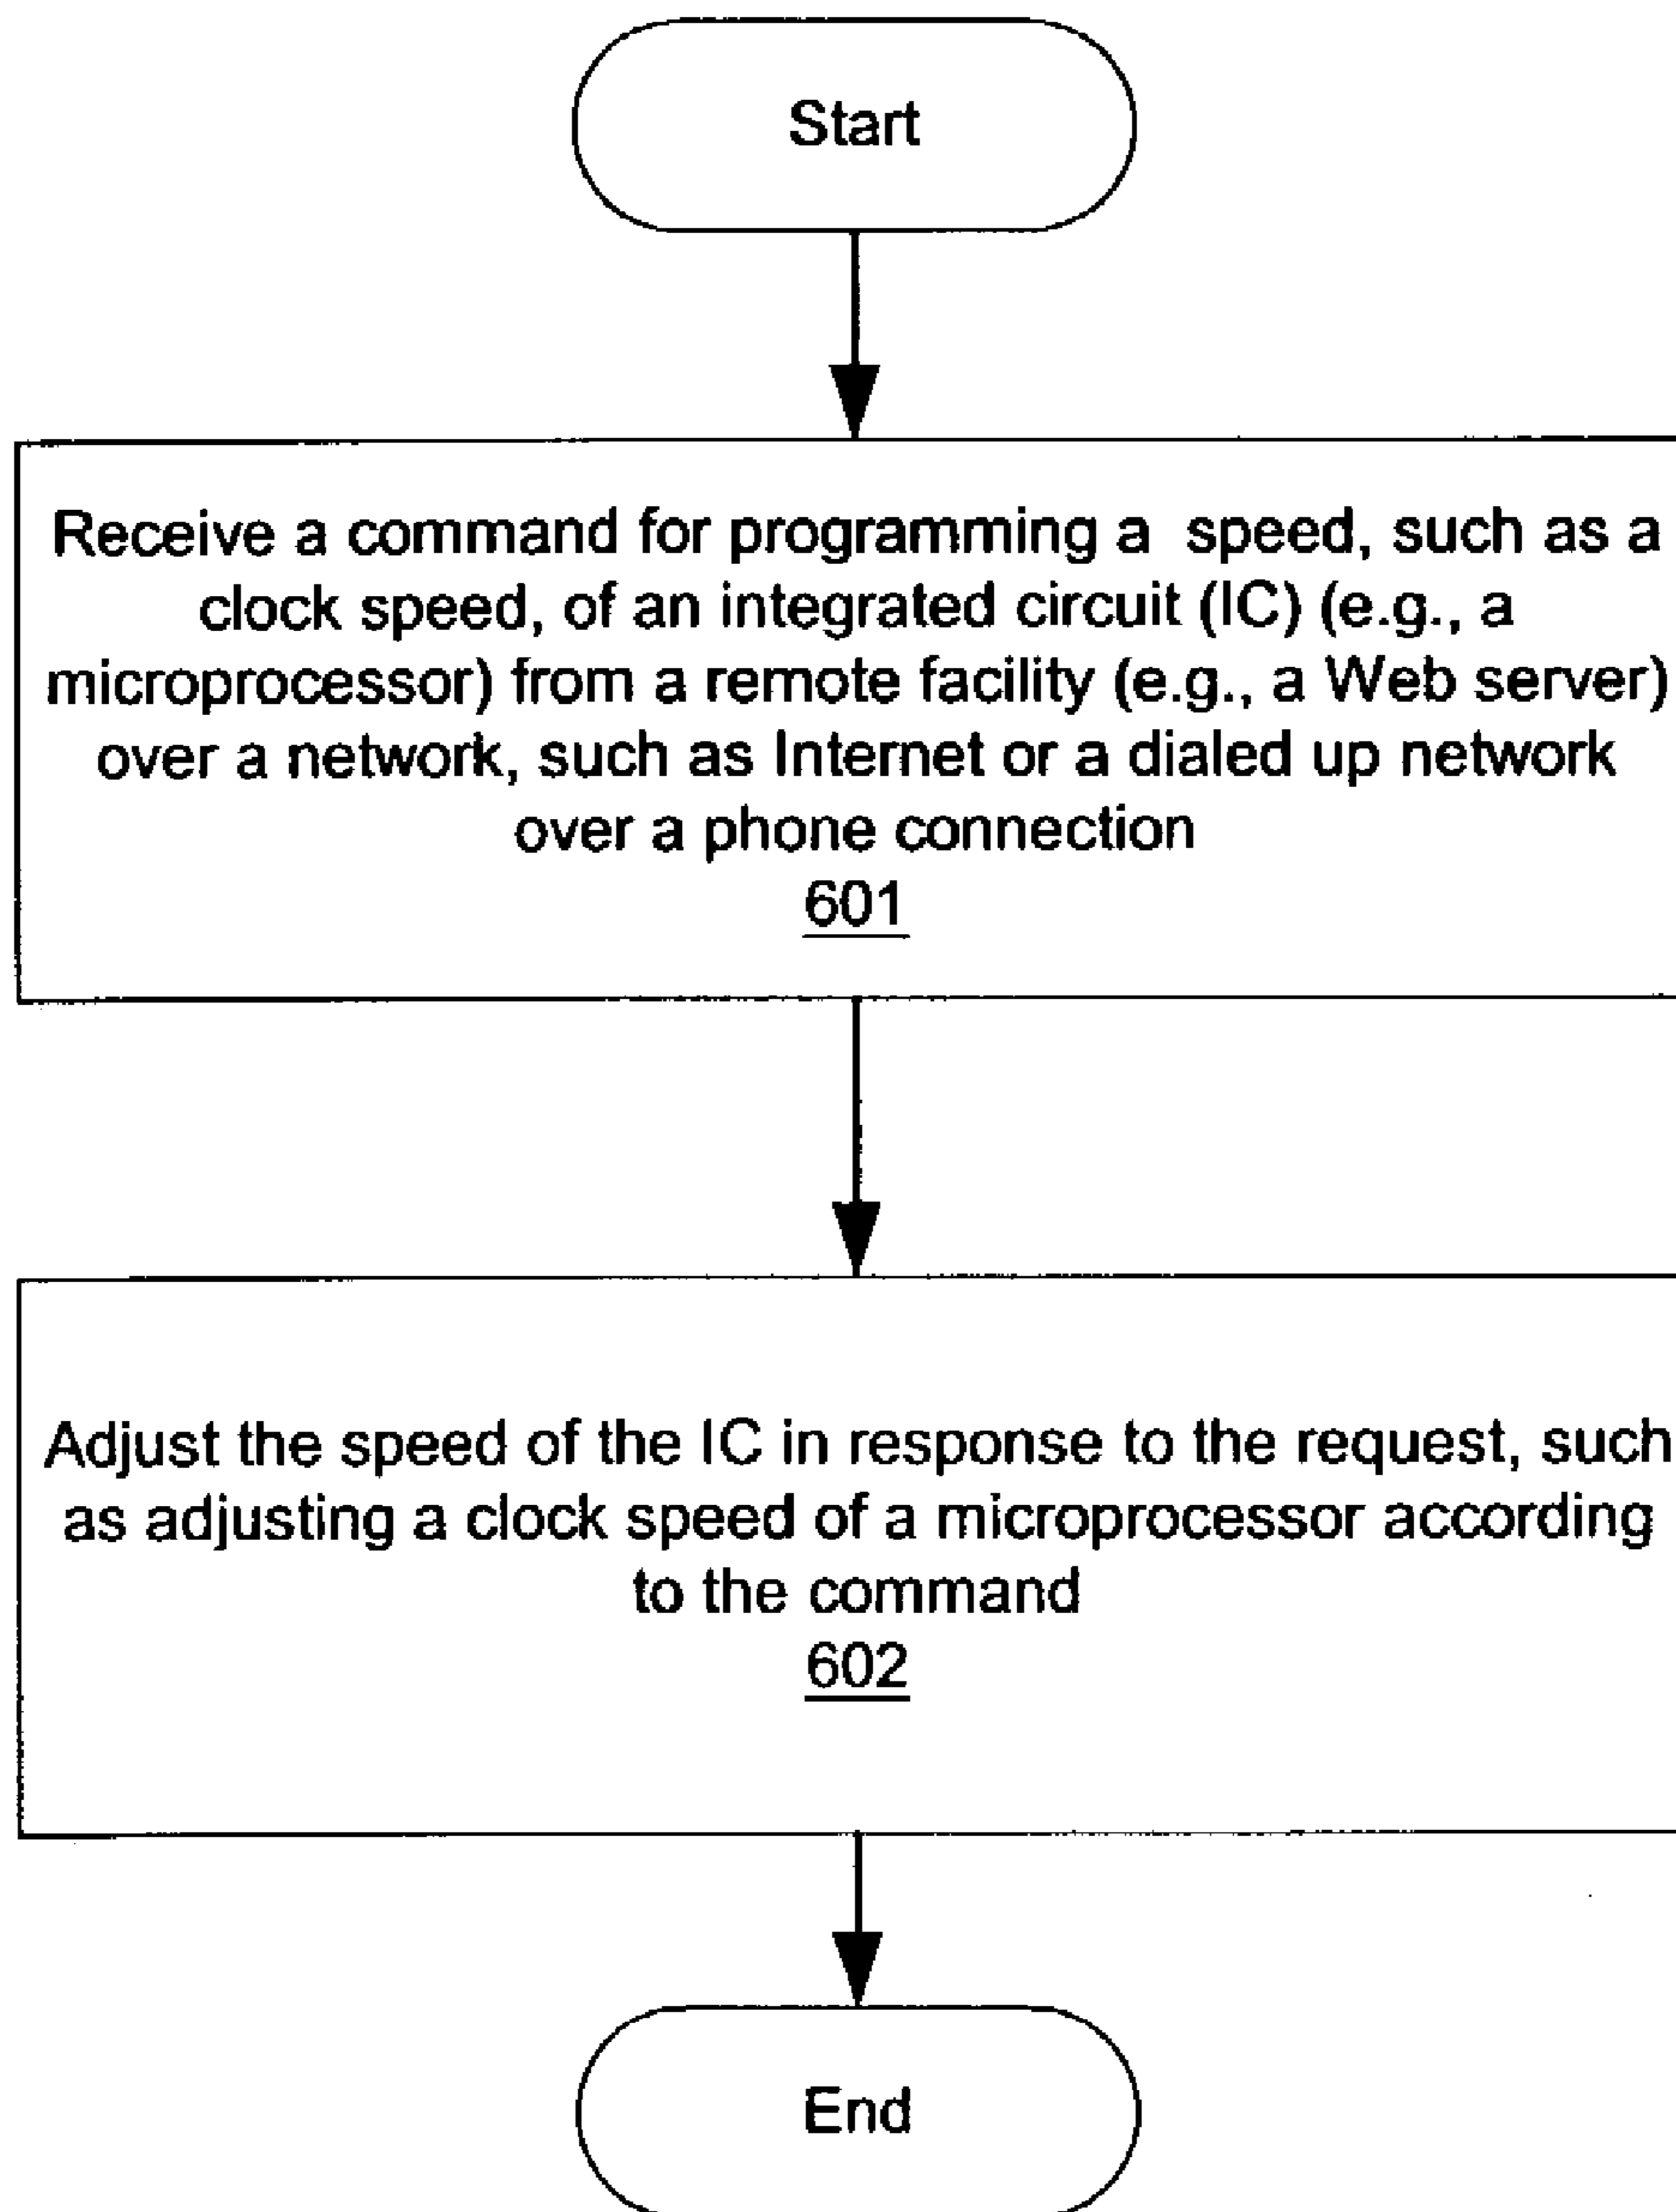 Start
Receive a command for programming a speed, such as a
clock speed, of an integrated circuit (IC) (e.g., a
microprocessor) from a remote facility (e.g., a Web server)
over a network, such as Internet or a dialed up network
over a phone connection
601
Adjust the speed of the IC in response to the request, such
as adjusting a clock speed of a microprocessor according
to the command
602
End